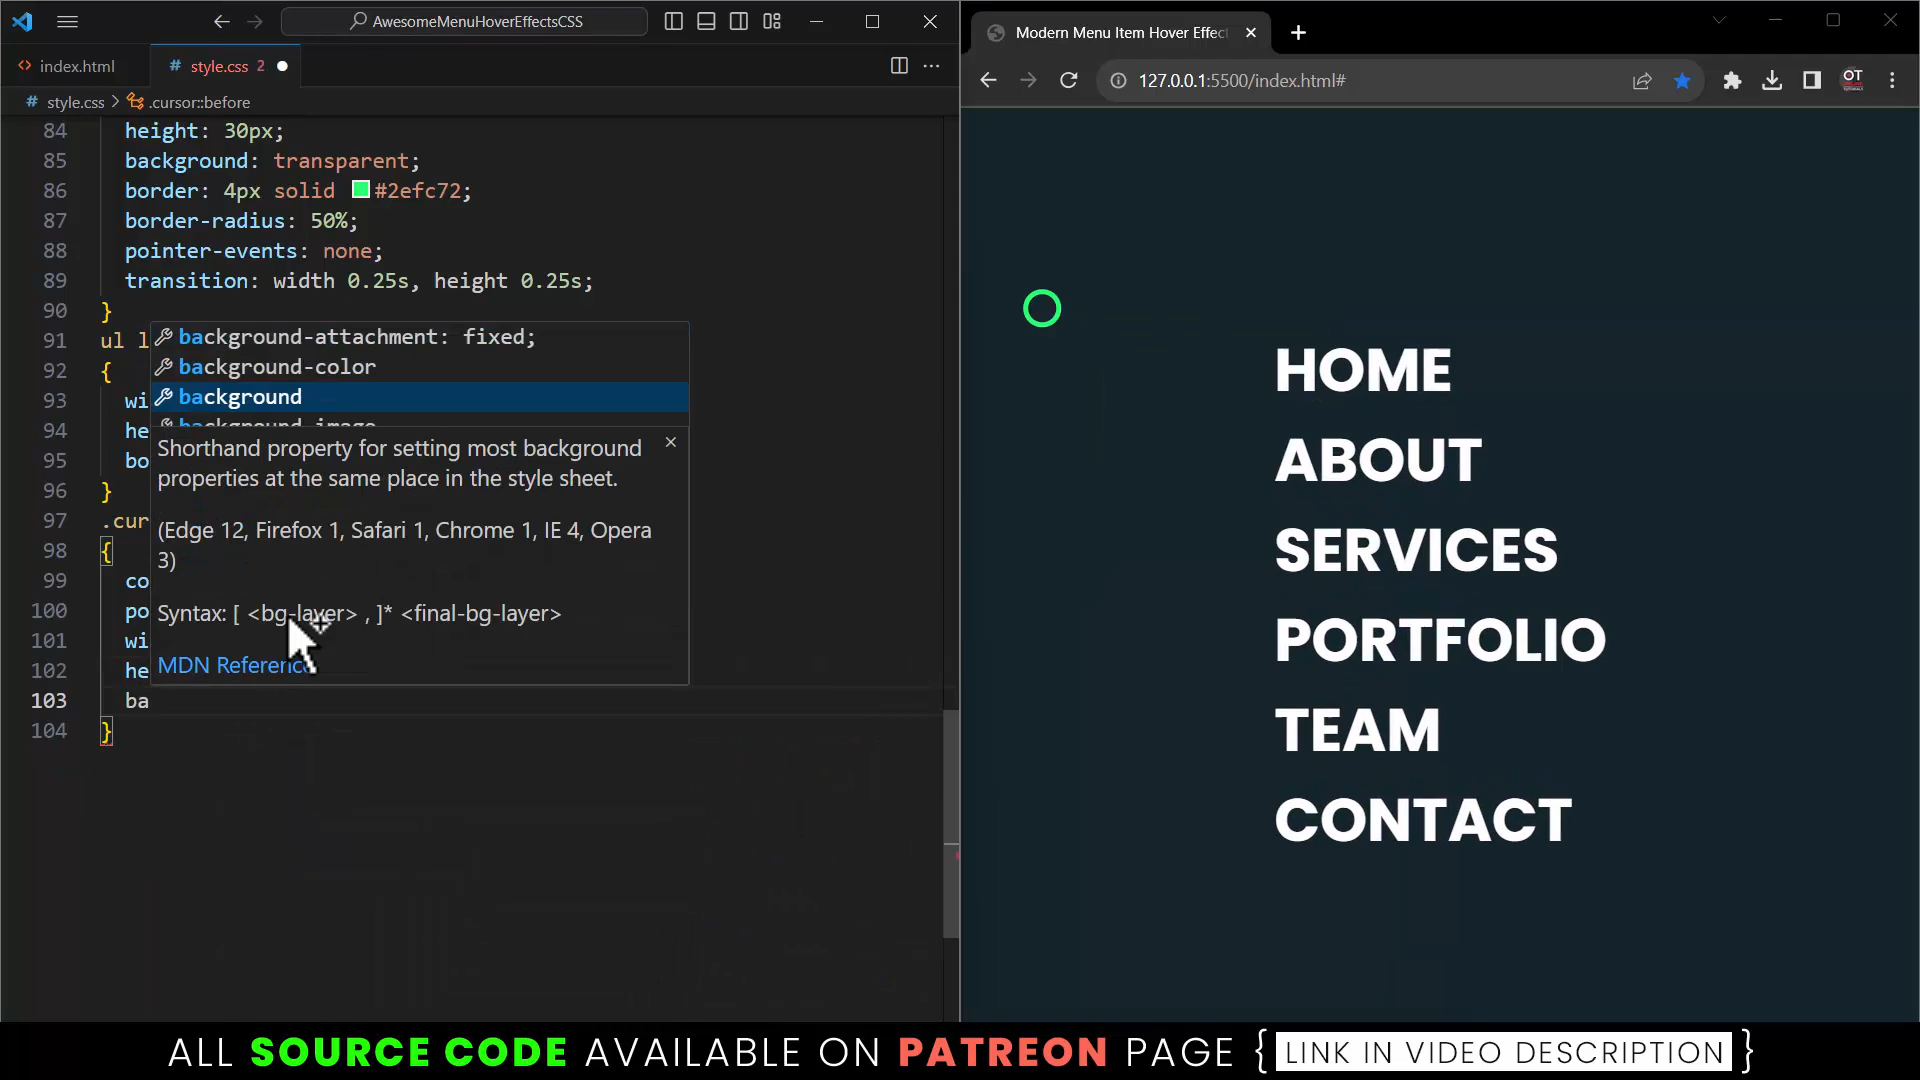 AwesomeMenuHoverEffectsCSS
index.html
# style.css 2
# style.css > .cursor::before
84 height: 30px;
85 background: transparent;
86 border: 4px solid #2efc72;
87 border-radius: 50%;
88 pointer-events: none;
89 transition: width 0.25s, height 0.25s;
90 }
91 ul l
92 {
93 wi
94 he
95 bo
96 }
97 .cur
98 {
99 co
100 po
101 wi
102 he
103 ba
104 }
background-attachment: fixed;
background-color
background
background-image
Shorthand property for setting most background
properties at the same place in the style sheet.
(Edge 12, Firefox 1, Safari 1, Chrome 1, IE 4, Opera
3)
Syntax: [ <bg-layer> , ]* <final-bg-layer>
MDN Reference
Modern Menu Item Hover Effec
127.0.0.1:5500/index.html#
OT
HOME
ABOUT
SERVICES
PORTFOLIO
TEAM
CONTACT
ALL SOURCE CODE AVAILABLE ON PATREON PAGE { LINK IN VIDEO DESCRIPTION }